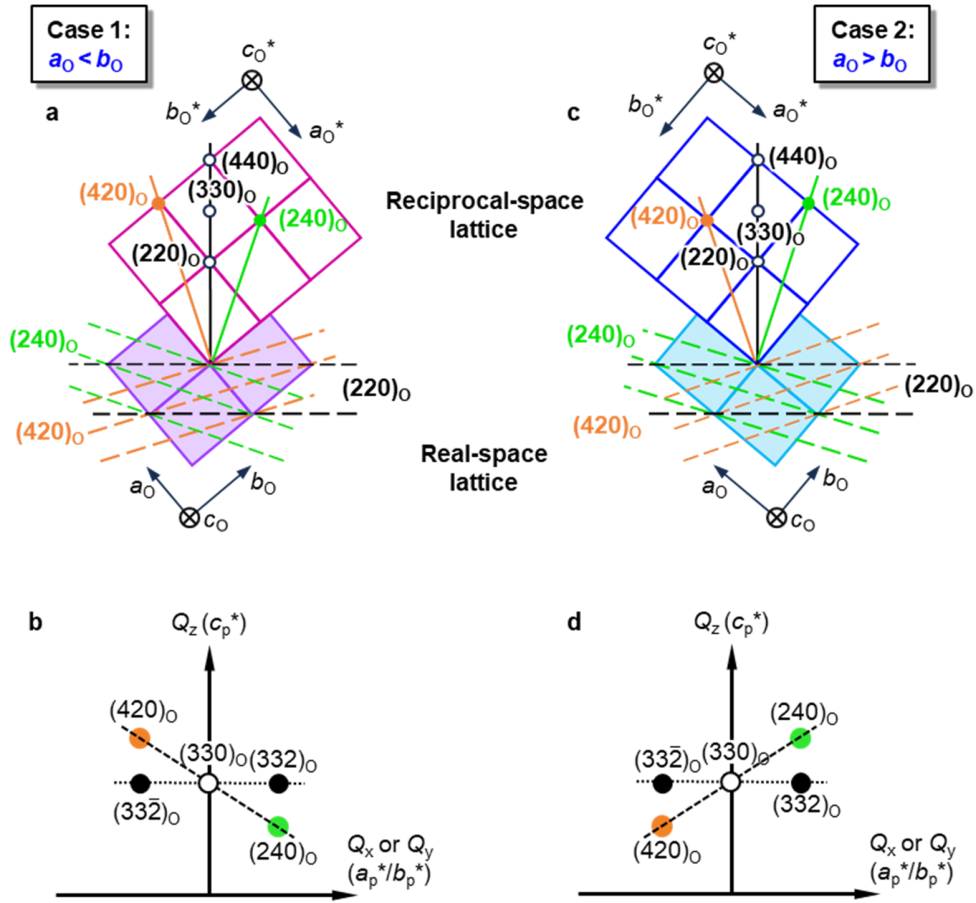 Case 1:
aO < bO
Case 2:
aO > bO
a
cO*
bO*
aO*
(440)O
(420)O
(330)O
(240)O
(220)O
(240)O
(220)O
(420)O
aO
bO
cO
Reciprocal-space
lattice
Real-space
lattice
c
cO*
bO*
aO*
(440)O
(240)O
(420)O
(330)O
(220)O
(240)O
(220)O
(420)O
aO
bO
cO
b
Qz (cp*)
(420)O
(330)O
(332)O
(332̄)O
(240)O
Qx or Qy
(ap*/bp*)
d
Qz (cp*)
(240)O
(332̄)O
(330)O
(332)O
(420)O
Qx or Qy
(ap*/bp*)